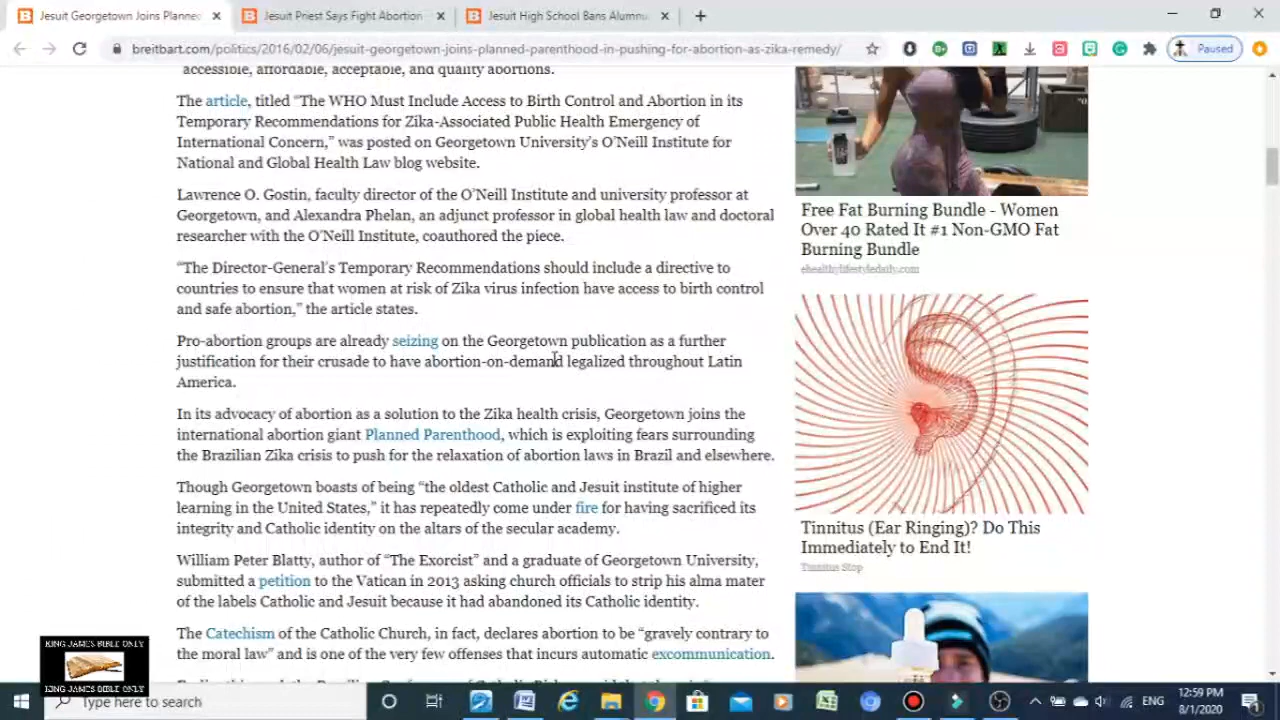 Jesuit Georgetown Joins Planne
Jesuit Priest Says Fight Abortion
Jesuit High School Bans Alumnu
breitbart.com/politics/2016/02/06/jesuit-georgetown-joins-planned-parenthood-in-pushing-for-abortion-as-zika-remedy/
Paused
accessible, affordable, acceptable, and quality abortions.
The article, titled “The WHO Must Include Access to Birth Control and Abortion in its
Temporary Recommendations for Zika-Associated Public Health Emergency of
International Concern,” was posted on Georgetown University’s O’Neill Institute for
National and Global Health Law blog website.
Lawrence O. Gostin, faculty director of the O’Neill Institute and university professor at
Georgetown, and Alexandra Phelan, an adjunct professor in global health law and doctoral
researcher with the O’Neill Institute, coauthored the piece.
“The Director-General’s Temporary Recommendations should include a directive to
countries to ensure that women at risk of Zika virus infection have access to birth control
and safe abortion,” the article states.
Pro-abortion groups are already seizing on the Georgetown publication as a further
justification for their crusade to have abortion-on-demand legalized throughout Latin
America.
In its advocacy of abortion as a solution to the Zika health crisis, Georgetown joins the
international abortion giant Planned Parenthood, which is exploiting fears surrounding
the Brazilian Zika crisis to push for the relaxation of abortion laws in Brazil and elsewhere.
Though Georgetown boasts of being “the oldest Catholic and Jesuit institute of higher
learning in the United States,” it has repeatedly come under fire for having sacrificed its
integrity and Catholic identity on the altars of the secular academy.
William Peter Blatty, author of “The Exorcist” and a graduate of Georgetown University,
submitted a petition to the Vatican in 2013 asking church officials to strip his alma mater
of the labels Catholic and Jesuit because it had abandoned its Catholic identity.
The Catechism of the Catholic Church, in fact, declares abortion to be “gravely contrary to
the moral law” and is one of the very few offenses that incurs automatic excommunication.
Free Fat Burning Bundle - Women
Over 40 Rated It #1 Non-GMO Fat
Burning Bundle
ehealthylifestyledaily.com
Tinnitus (Ear Ringing)? Do This
Immediately to End It!
Tinnitus Stop
KING JAMES BIBLE ONLY
KING JAMES BIBLE ONLY
Type here to search
ENG
12:59 PM
8/1/2020